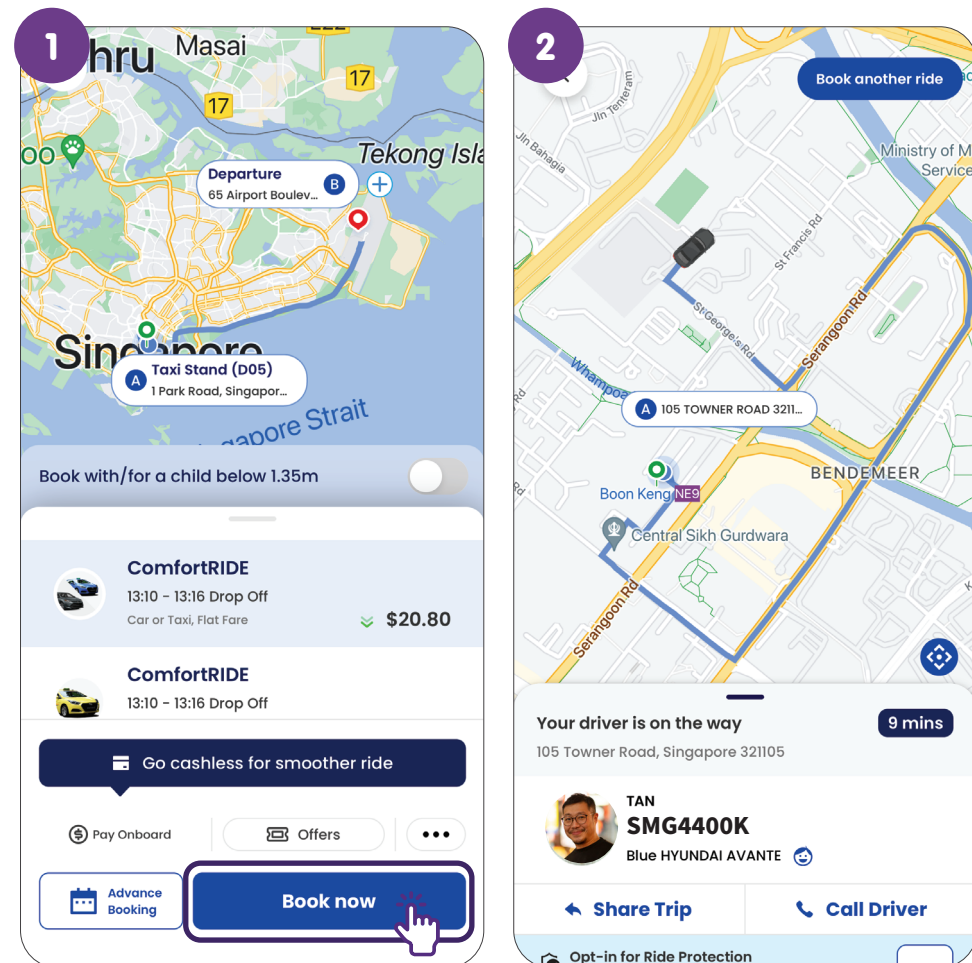 1
hru
Masai
17
17
Tekong Isla
Departure
65 Airport Boulev...
B
Singapore
Taxi Stand (D05)
A
1 Park Road, Singapor...
gapore Strait
Book with/for a child below 1.35m
ComfortRIDE
13:10 - 13:16 Drop Off
Car or Taxi, Flat Fare
$20.80
ComfortRIDE
13:10 - 13:16 Drop Off
Go cashless for smoother ride
Pay Onboard
Offers
Advance
Booking
Book now
2
Book another ride
Jln Tenteram
Jln Bahagia
Ministry of M
Service
St Francis Rd
St George's Rd
Serangoon Rd
Whampoa
Rd
A 105 TOWNER ROAD 3211...
BENDEMEER
Boon Keng NE9
Rd
Central Sikh Gurdwara
Serangoon Rd
Your driver is on the way
9 mins
105 Towner Road, Singapore 321105
TAN
SMG4400K
Blue HYUNDAI AVANTE
Share Trip
Call Driver
Opt-in for Ride Protection